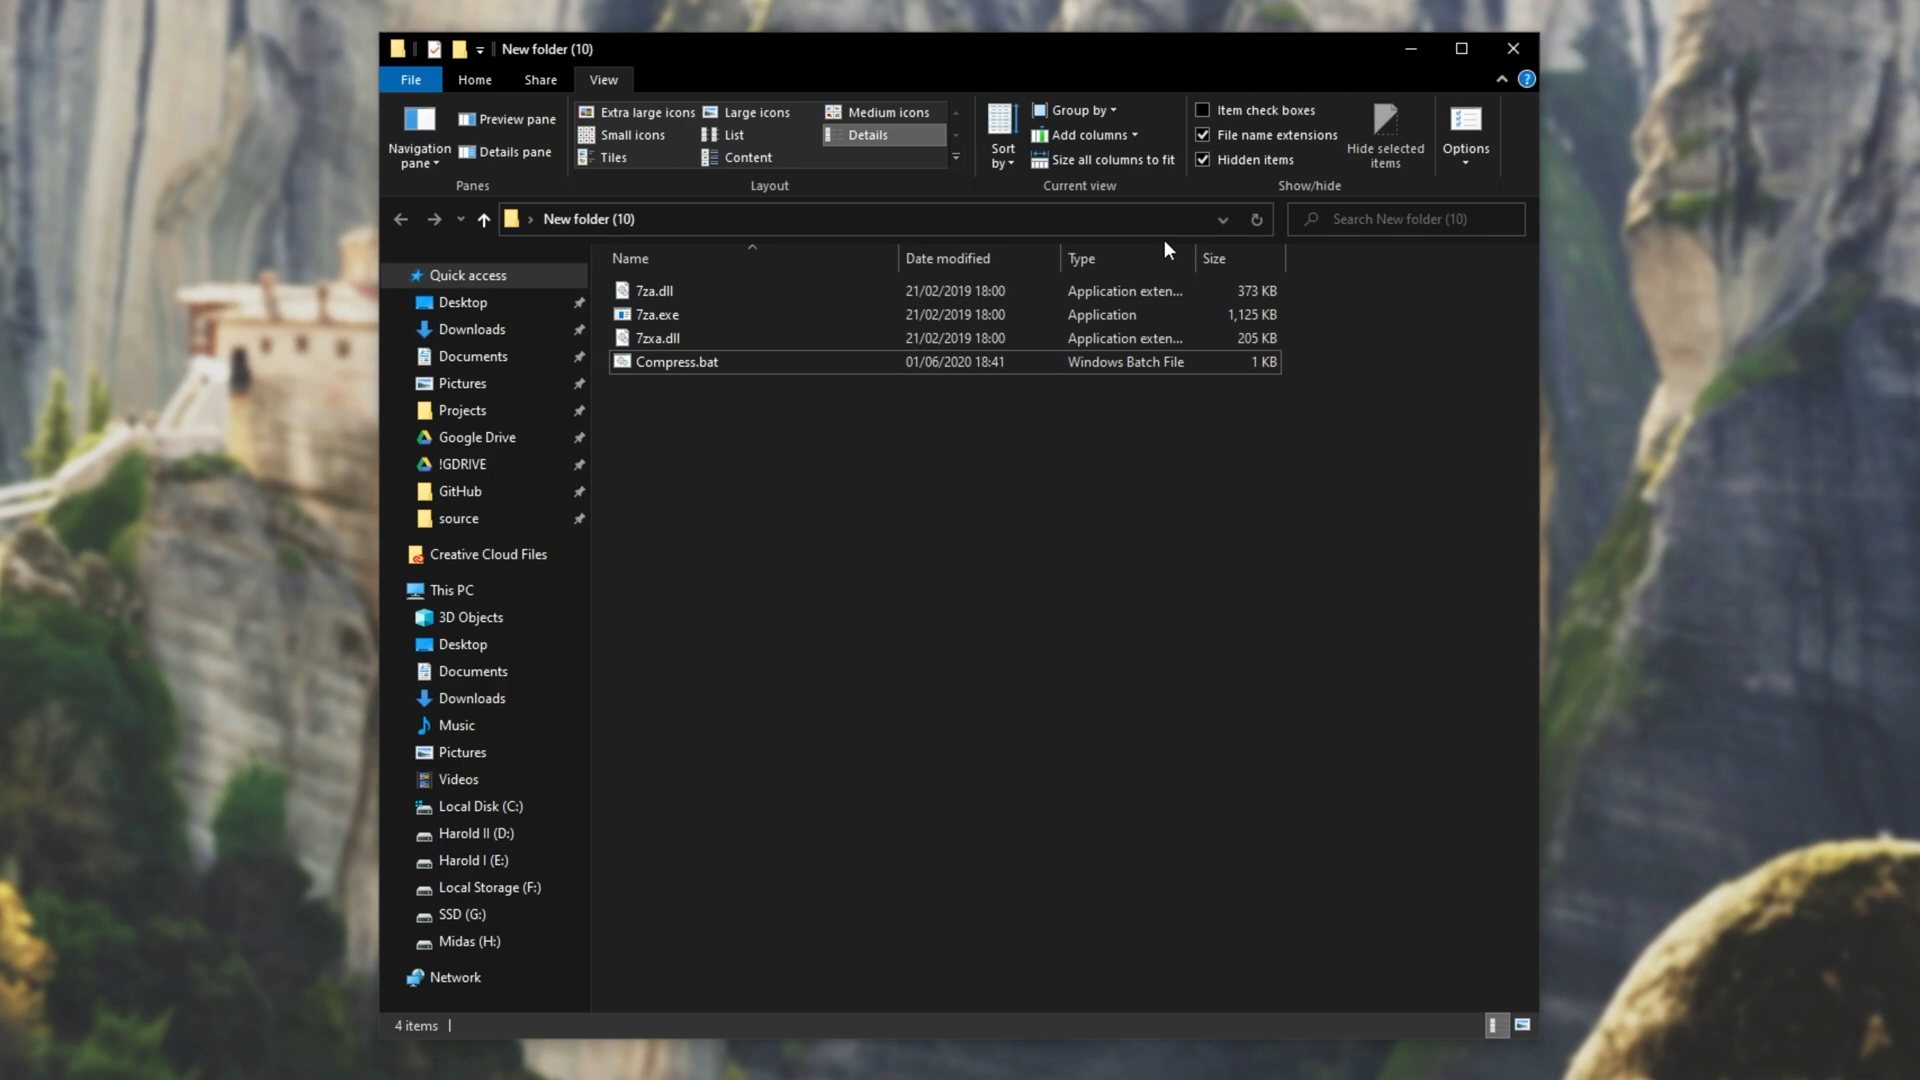 New folder (10)
File Home Share View
Navigation pane
Preview pane
Details pane
Panes
Extra large icons Large icons Medium icons
Small icons List Details
Tiles Content
Layout
Sort by
Group by
Add columns
Size all columns to fit
Current view
Item check boxes
File name extensions
Hidden items
Hide selected items
Show/hide
Options
New folder (10)
Search New folder (10)
Name Date modified Type Size
7za.dll 21/02/2019 18:00 Application exten... 373 KB
7za.exe 21/02/2019 18:00 Application 1,125 KB
7zxa.dll 21/02/2019 18:00 Application exten... 205 KB
Compress.bat 01/06/2020 18:41 Windows Batch File 1 KB
Quick access
Desktop
Downloads
Documents
Pictures
Projects
Google Drive
!GDRIVE
GitHub
source
Creative Cloud Files
This PC
3D Objects
Desktop
Documents
Downloads
Music
Pictures
Videos
Local Disk (C:)
Harold II (D:)
Harold I (E:)
Local Storage (F:)
SSD (G:)
Midas (H:)
Network
4 items